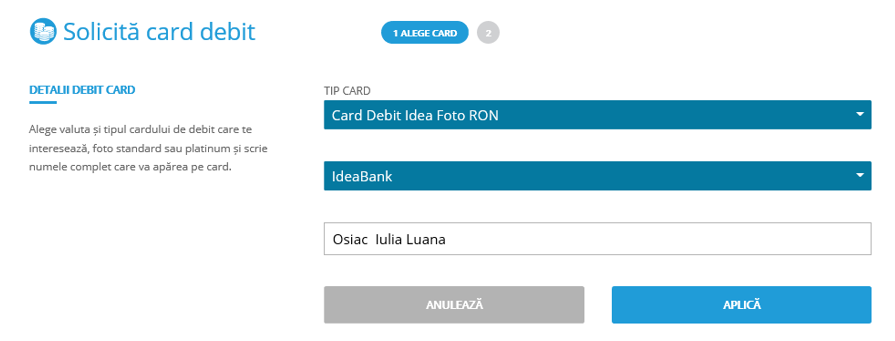 Solicită card debit
1 ALEGE CARD
2
DETALII DEBIT CARD
Alege valuta și tipul cardului de debit care te
interesează, foto standard sau platinum și scrie
numele complet care va apărea pe card.
TIP CARD
Card Debit Idea Foto RON
IdeaBank
Osiac  Iulia Luana
ANULEAZĂ
APLICĂ